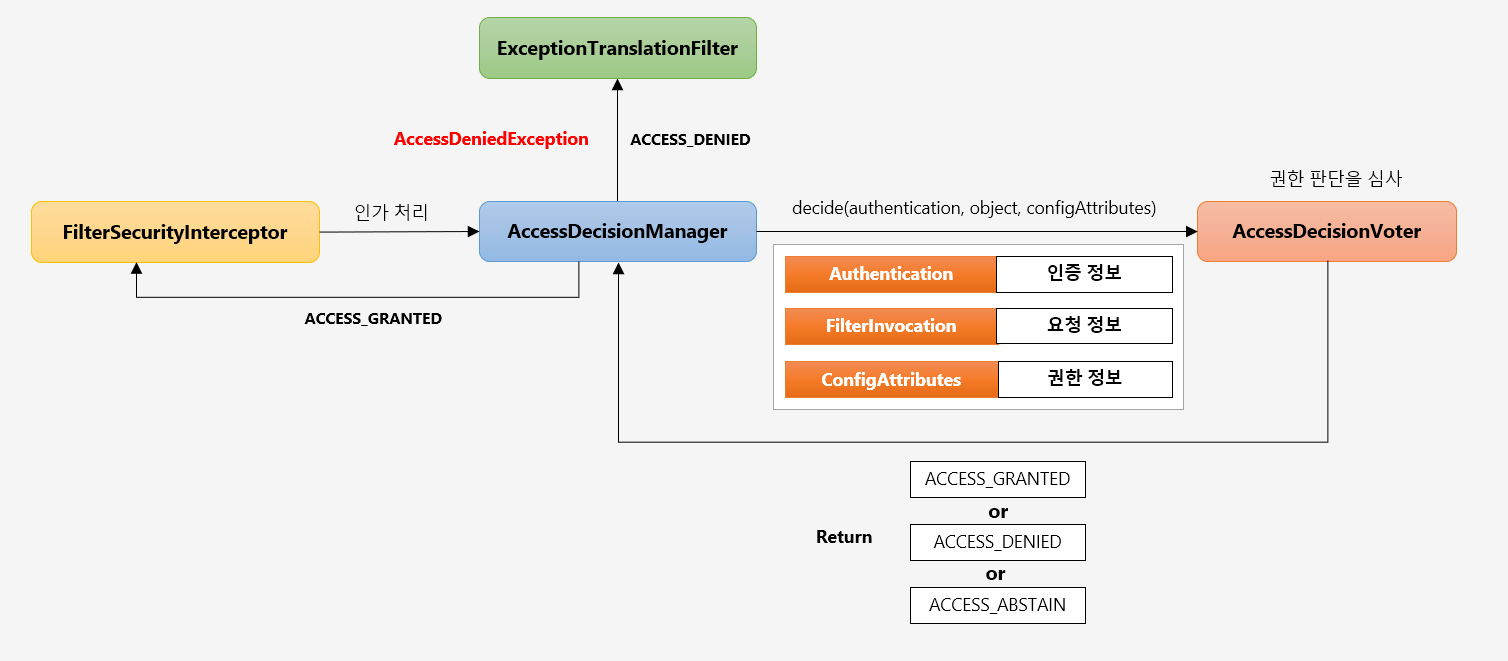 ExceptionTranslationFilter
AccessDeniedException
ACCESS_DENIED
권한 판단을 심사
FilterSecurityInterceptor
인가 처리
AccessDecisionManager
decide(authentication, object, configAttributes)
AccessDecisionVoter
Authentication 인증 정보
FilterInvocation 요청 정보
ConfigAttributes 권한 정보
ACCESS_GRANTED
Return
ACCESS_GRANTED
or
ACCESS_DENIED
or
ACCESS_ABSTAIN